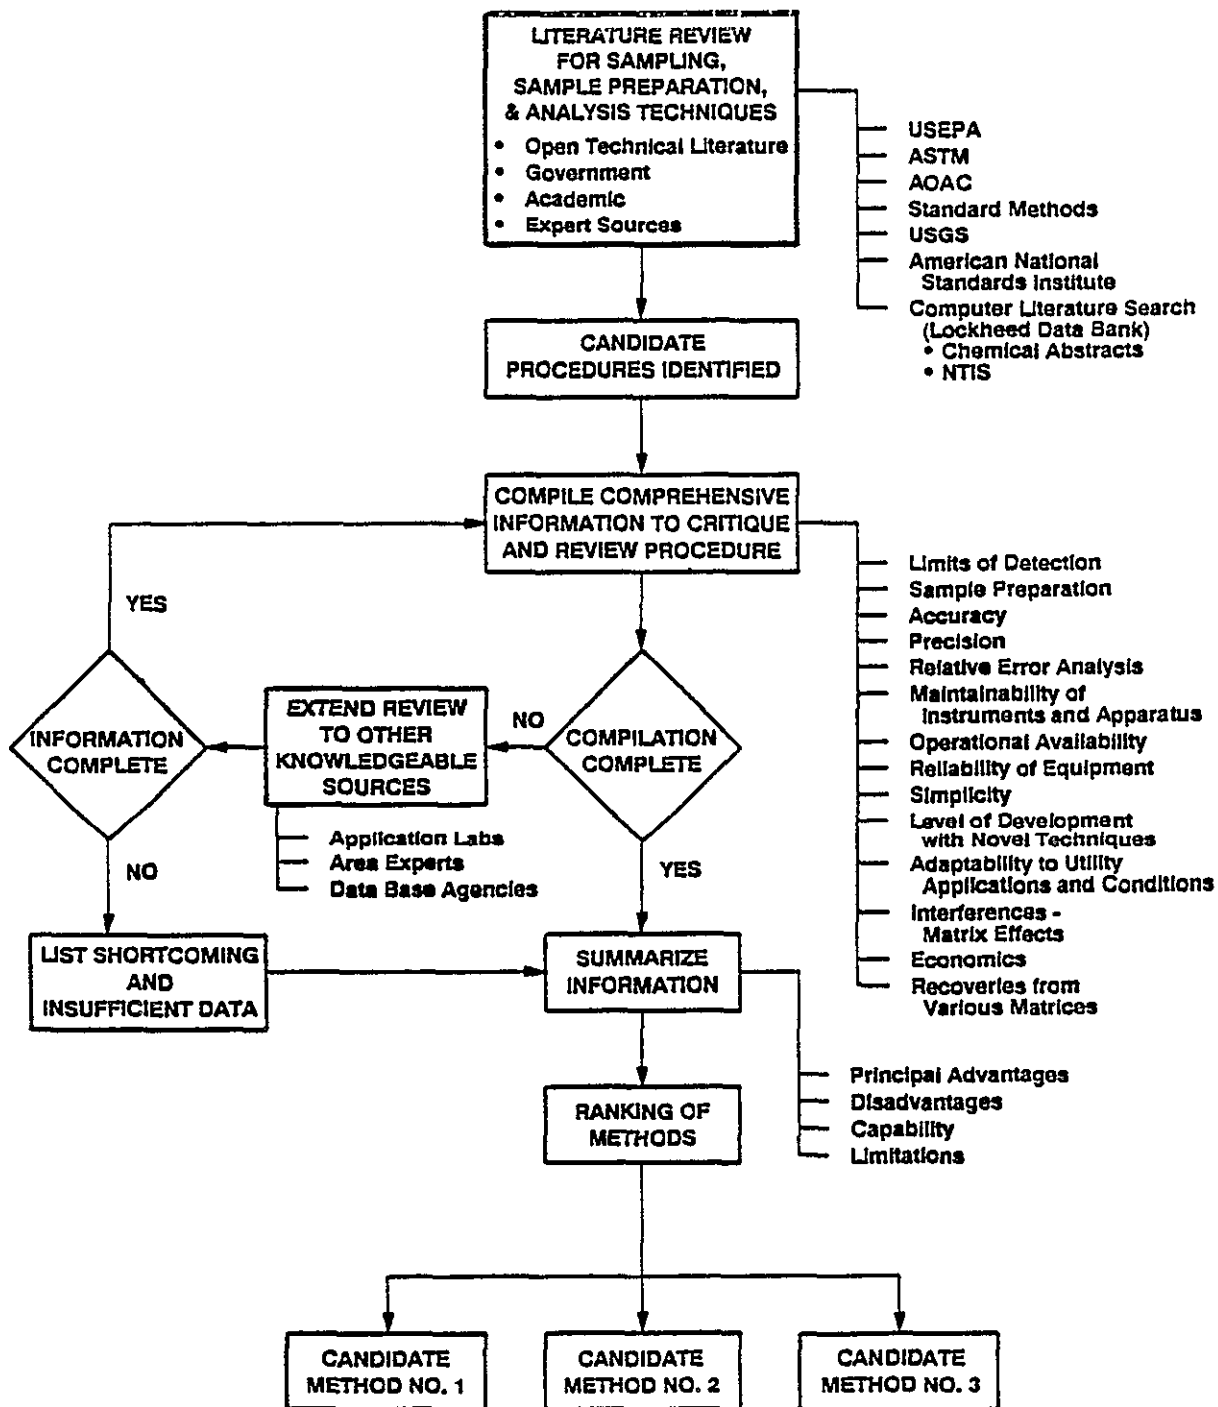 LITERATURE REVIEW
FOR SAMPLING,
SAMPLE PREPARATION,
& ANALYSIS TECHNIQUES
• Open Technical Literature
• Government
• Academic
• Expert Sources
USEPA
ASTM
AOAC
Standard Methods
USGS
American National
Standards Institute
Computer Literature Search
(Lockheed Data Bank)
• Chemical Abstracts
• NTIS
CANDIDATE
PROCEDURES IDENTIFIED
COMPILE COMPREHENSIVE
INFORMATION TO CRITIQUE
AND REVIEW PROCEDURE
Limits of Detection
Sample Preparation
Accuracy
Precision
Relative Error Analysis
Maintainability of
Instruments and Apparatus
Operational Availability
Reliability of Equipment
Simplicity
Level of Development
with Novel Techniques
Adaptability to Utility
Applications and Conditions
Interferences -
Matrix Effects
Economics
Recoveries from
Various Matrices
YES
INFORMATION
COMPLETE
EXTEND REVIEW
TO OTHER
KNOWLEDGEABLE
SOURCES
NO
COMPILATION
COMPLETE
Application Labs
Area Experts
Data Base Agencies
NO
YES
LIST SHORTCOMING
AND
INSUFFICIENT DATA
SUMMARIZE
INFORMATION
Principal Advantages
Disadvantages
Capability
Limitations
RANKING OF
METHODS
CANDIDATE
METHOD NO. 1
CANDIDATE
METHOD NO. 2
CANDIDATE
METHOD NO. 3